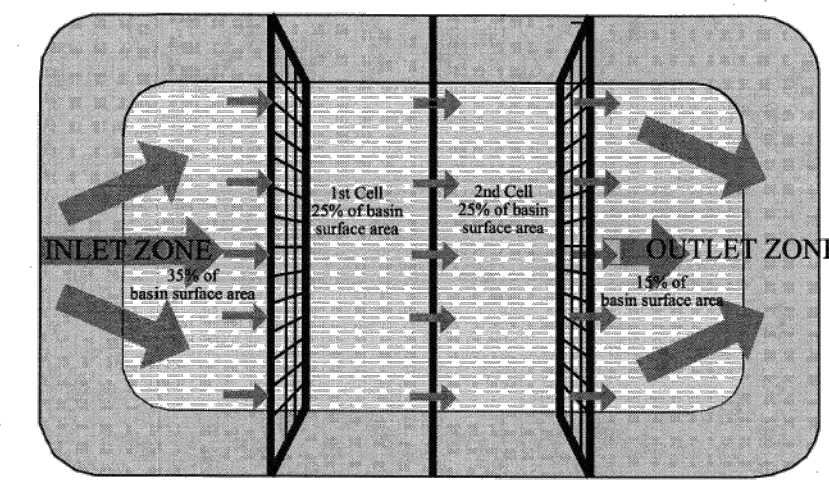 INLET ZONE
35% of
basin surface area
1st Cell
25% of basin
surface area
2nd Cell
25% of basin
surface area
OUTLET ZONE
15% of
basin surface area